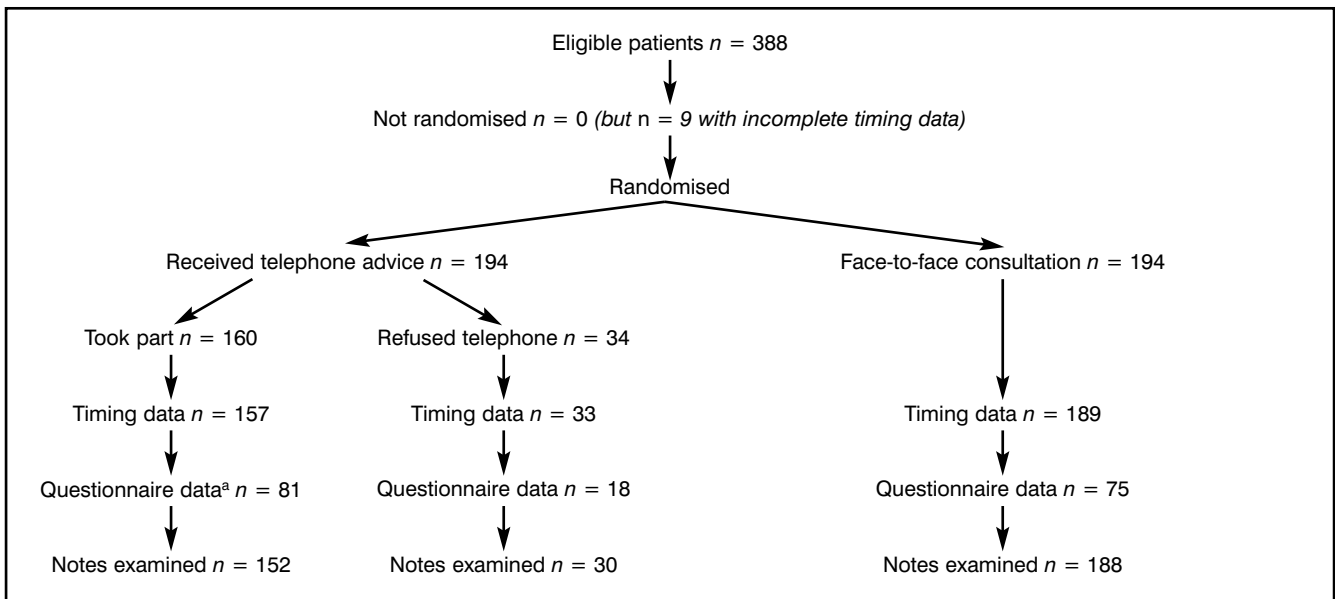 Eligible patients n = 388
Not randomised n = 0 (but n = 9 with incomplete timing data)
Randomised
Received telephone advice n = 194
Face-to-face consultation n = 194
Took part n = 160
Refused telephone n = 34
Timing data n = 157
Timing data n = 33
Timing data n = 189
Questionnaire dataᵃ n = 81
Questionnaire data n = 18
Questionnaire data n = 75
Notes examined n = 152
Notes examined n = 30
Notes examined n = 188